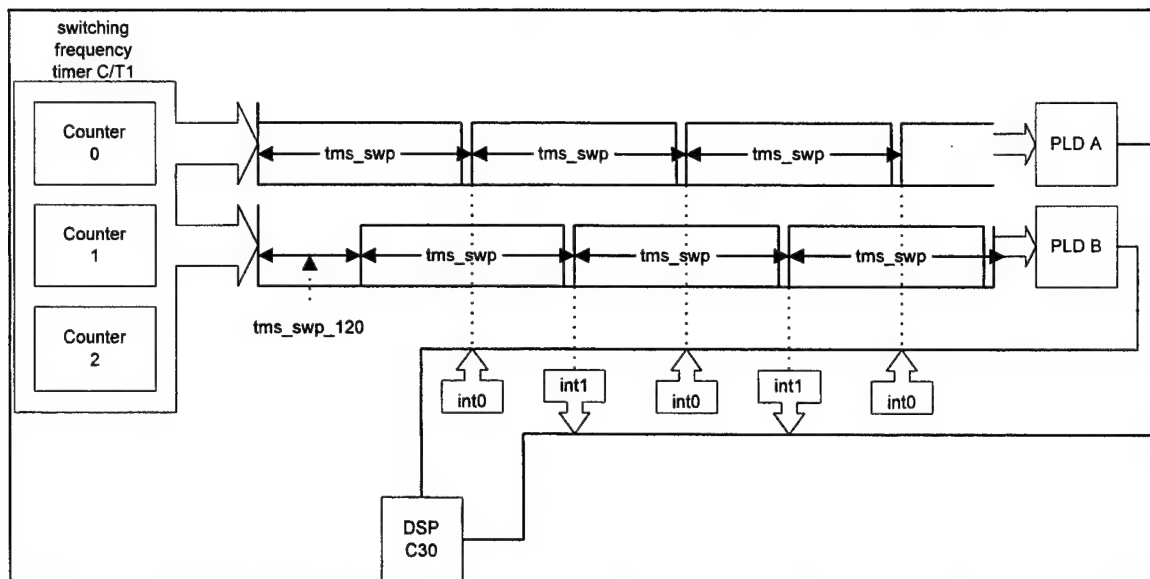 switching
frequency
timer C/T1
Counter
0
tms_swp
tms_swp
tms_swp
PLD A
Counter
1
tms_swp
tms_swp
tms_swp
PLD B
tms_swp_120
Counter
2
int0
int1
int0
int1
int0
DSP
C30